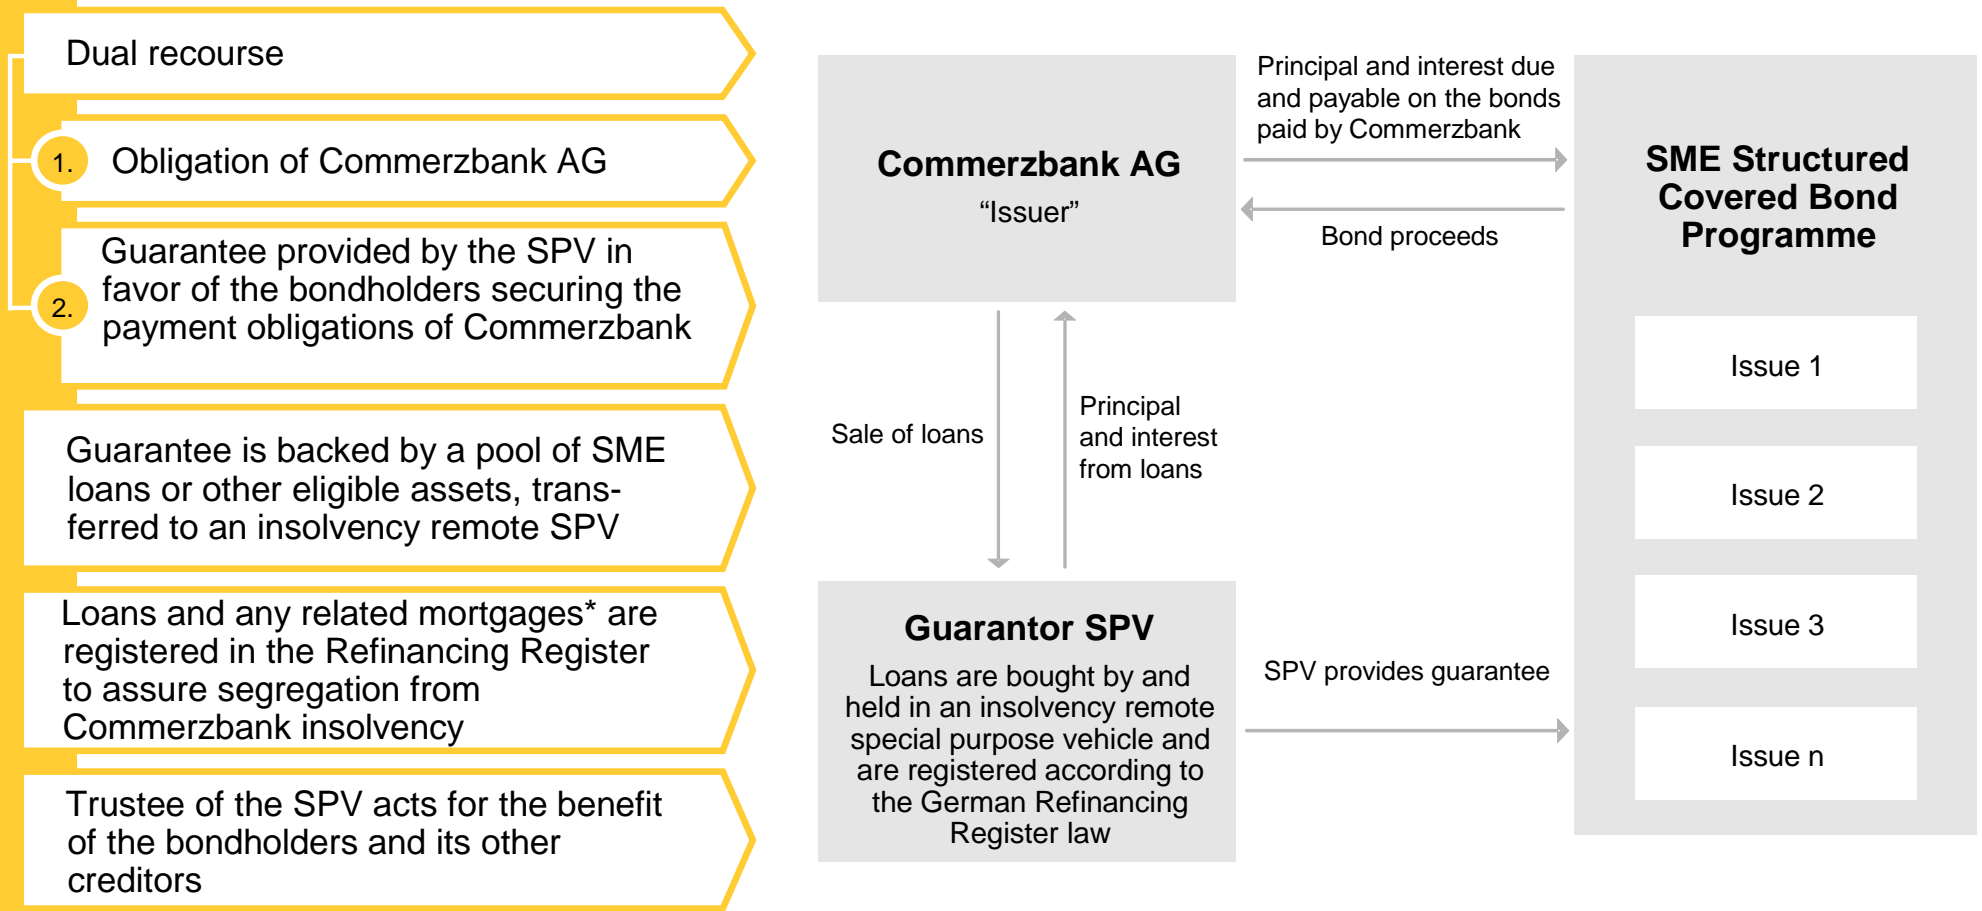 Dual recourse
1.
Obligation of Commerzbank AG
2.
Guarantee provided by the SPV in
favor of the bondholders securing the
payment obligations of Commerzbank
Guarantee is backed by a pool of SME
loans or other eligible assets, trans-
ferred to an insolvency remote SPV
Loans and any related mortgages* are
registered in the Refinancing Register
to assure segregation from
Commerzbank insolvency
Trustee of the SPV acts for the benefit
of the bondholders and its other
creditors
Commerzbank AG
“Issuer”
Principal and interest due
and payable on the bonds
paid by Commerzbank
Bond proceeds
Sale of loans
Principal
and interest
from loans
Guarantor SPV
Loans are bought by and
held in an insolvency remote
special purpose vehicle and
are registered according to
the German Refinancing
Register law
SPV provides guarantee
SME Structured
Covered Bond
Programme
Issue 1
Issue 2
Issue 3
Issue n